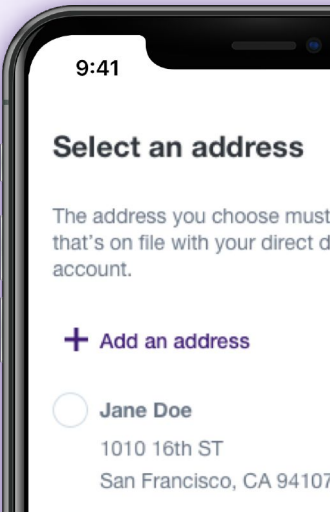 9:41
Select an address
The address you choose must
that's on file with your direct d
account.
+ Add an address
Jane Doe
1010 16th ST
San Francisco, CA 94107